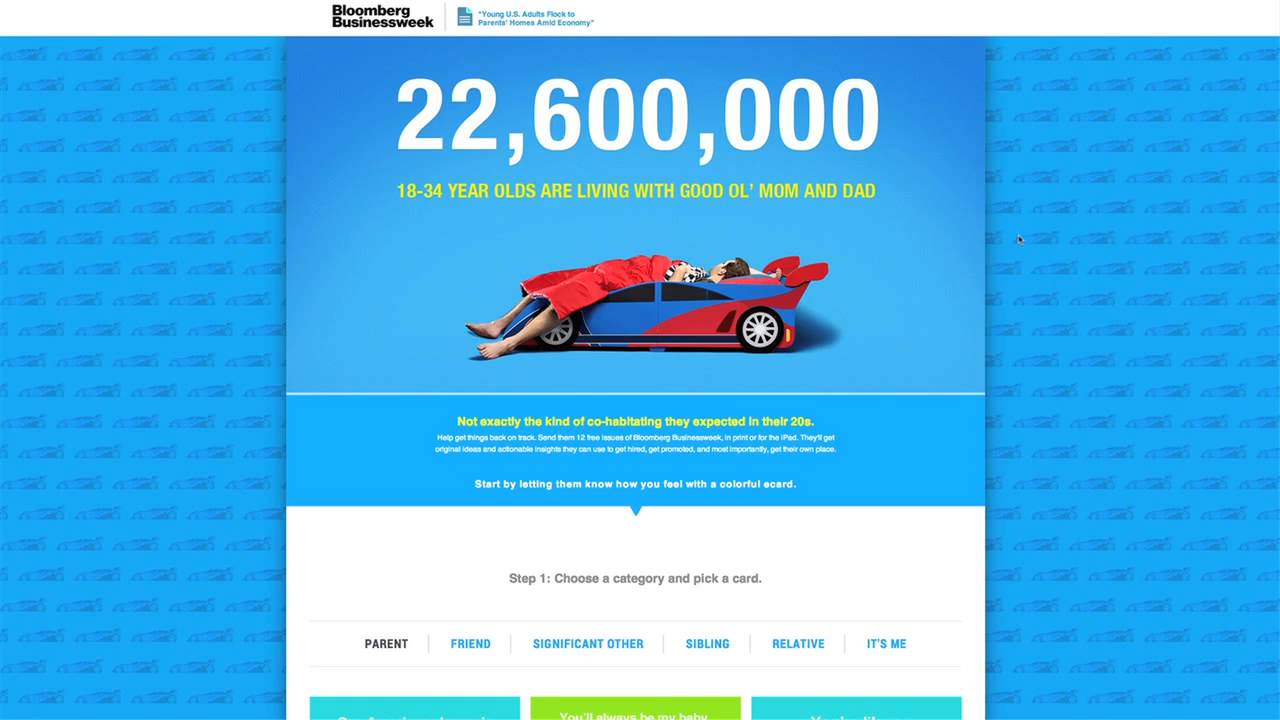 Bloomberg
Businessweek
"Young U.S. Adults Flock to
Parents' Homes Amid Economy"
22,600,000
18-34 YEAR OLDS ARE LIVING WITH GOOD OL' MOM AND DAD
Not exactly the kind of co-habitating they expected in their 20s.
Help get things back on track. Send them 12 free issues of Bloomberg Businessweek, in print or for the iPad. They'll get
original ideas and actionable insights they can use to get hired, get promoted, and most importantly, get their own place.
Start by letting them know how you feel with a colorful ecard.
Step 1: Choose a category and pick a card.
PARENT FRIEND SIGNIFICANT OTHER SIBLING RELATIVE IT'S ME
You'll always be my baby